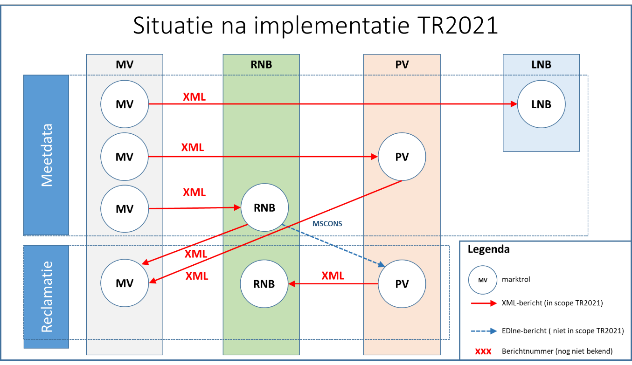 Situatie na implementatie TR2021
MV RNB PV LNB
Meetdata
MV XML LNB
MV XML PV
MV XML RNB
MSCONS
Reclamatie
XML
XML
MV RNB XML PV
Legenda
MV marktrol
XML-bericht (in scope TR2021)
EDIne-bericht ( niet in scope TR2021)
XXX Berichtnummer (nog niet bekend)